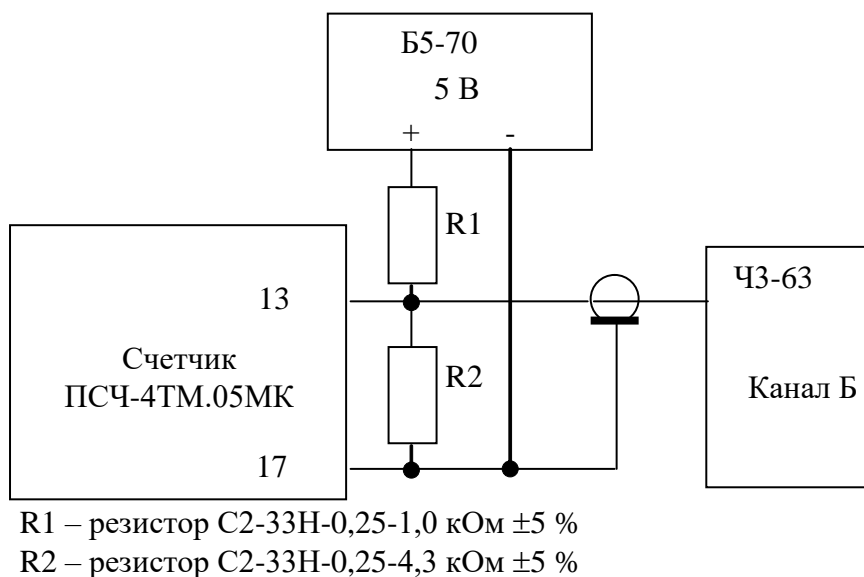 Б5-70
5 В
+ -
R1
13
ЧЗ-63
Счетчик
ПСЧ-4ТМ.05МК
R2
Канал Б
17
R1 – резистор С2-33Н-0,25-1,0 кОм ±5 %
R2 – резистор С2-33Н-0,25-4,3 кОм ±5 %